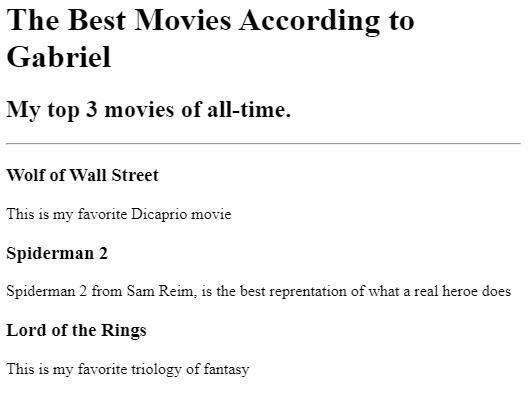 The Best Movies According to
Gabriel
My top 3 movies of all-time.
Wolf of Wall Street
This is my favorite Dicaprio movie
Spiderman 2
Spiderman 2 from Sam Reim, is the best reprentation of what a real heroe does
Lord of the Rings
This is my favorite triology of fantasy